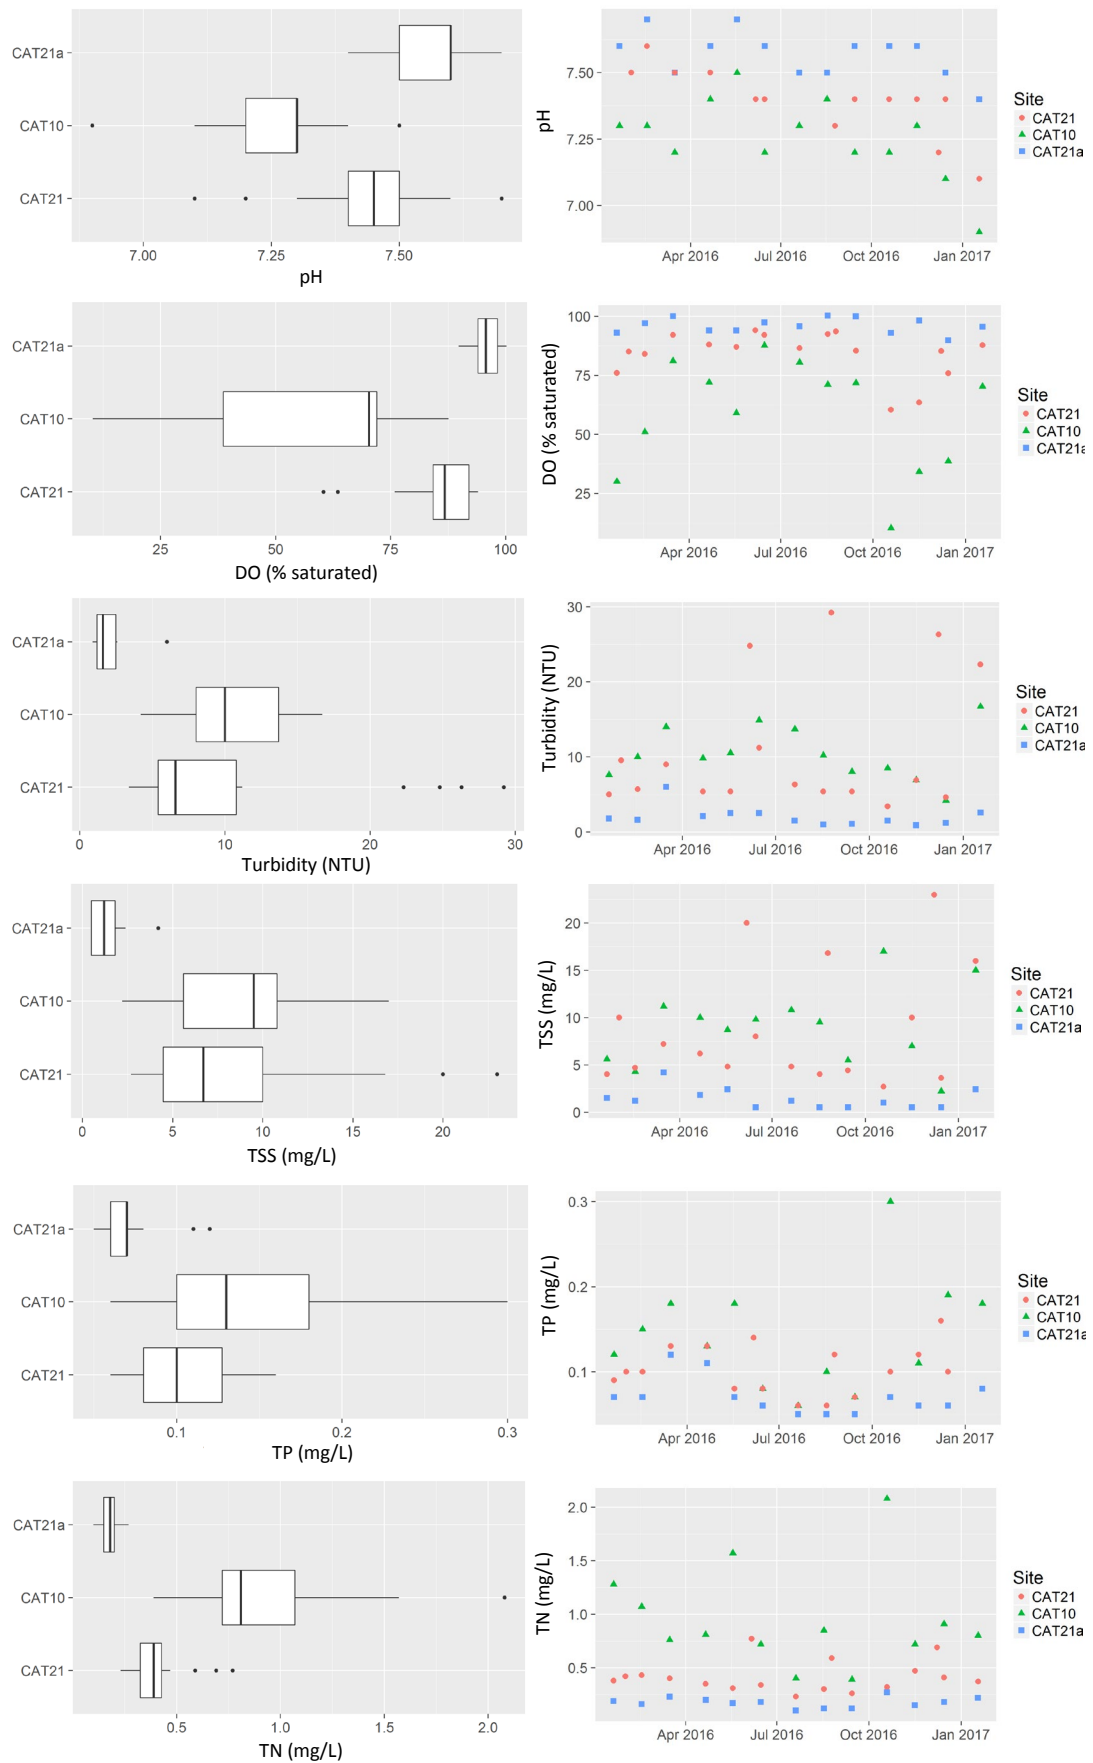 CAT21a
CAT10
CAT21
7.00 7.25 7.50
pH
pH
7.50
7.25
7.00
Apr 2016 Jul 2016 Oct 2016 Jan 2017
Site
CAT21
CAT10
CAT21a
CAT21a
CAT10
CAT21
25 50 75 100
DO (% saturated)
DO (% saturated)
100
75
50
25
Apr 2016 Jul 2016 Oct 2016 Jan 2017
Site
CAT21
CAT10
CAT21a
CAT21a
CAT10
CAT21
0 10 20 30
Turbidity (NTU)
Turbidity (NTU)
30
20
10
0
Apr 2016 Jul 2016 Oct 2016 Jan 2017
Site
CAT21
CAT10
CAT21a
CAT21a
CAT10
CAT21
0 5 10 15 20
TSS (mg/L)
TSS (mg/L)
20
15
10
5
0
Apr 2016 Jul 2016 Oct 2016 Jan 2017
Site
CAT21
CAT10
CAT21a
CAT21a
CAT10
CAT21
0.1 0.2 0.3
TP (mg/L)
TP (mg/L)
0.3
0.2
0.1
Apr 2016 Jul 2016 Oct 2016 Jan 2017
Site
CAT21
CAT10
CAT21a
CAT21a
CAT10
CAT21
0.5 1.0 1.5 2.0
TN (mg/L)
TN (mg/L)
2.0
1.5
1.0
0.5
Apr 2016 Jul 2016 Oct 2016 Jan 2017
Site
CAT21
CAT10
CAT21a